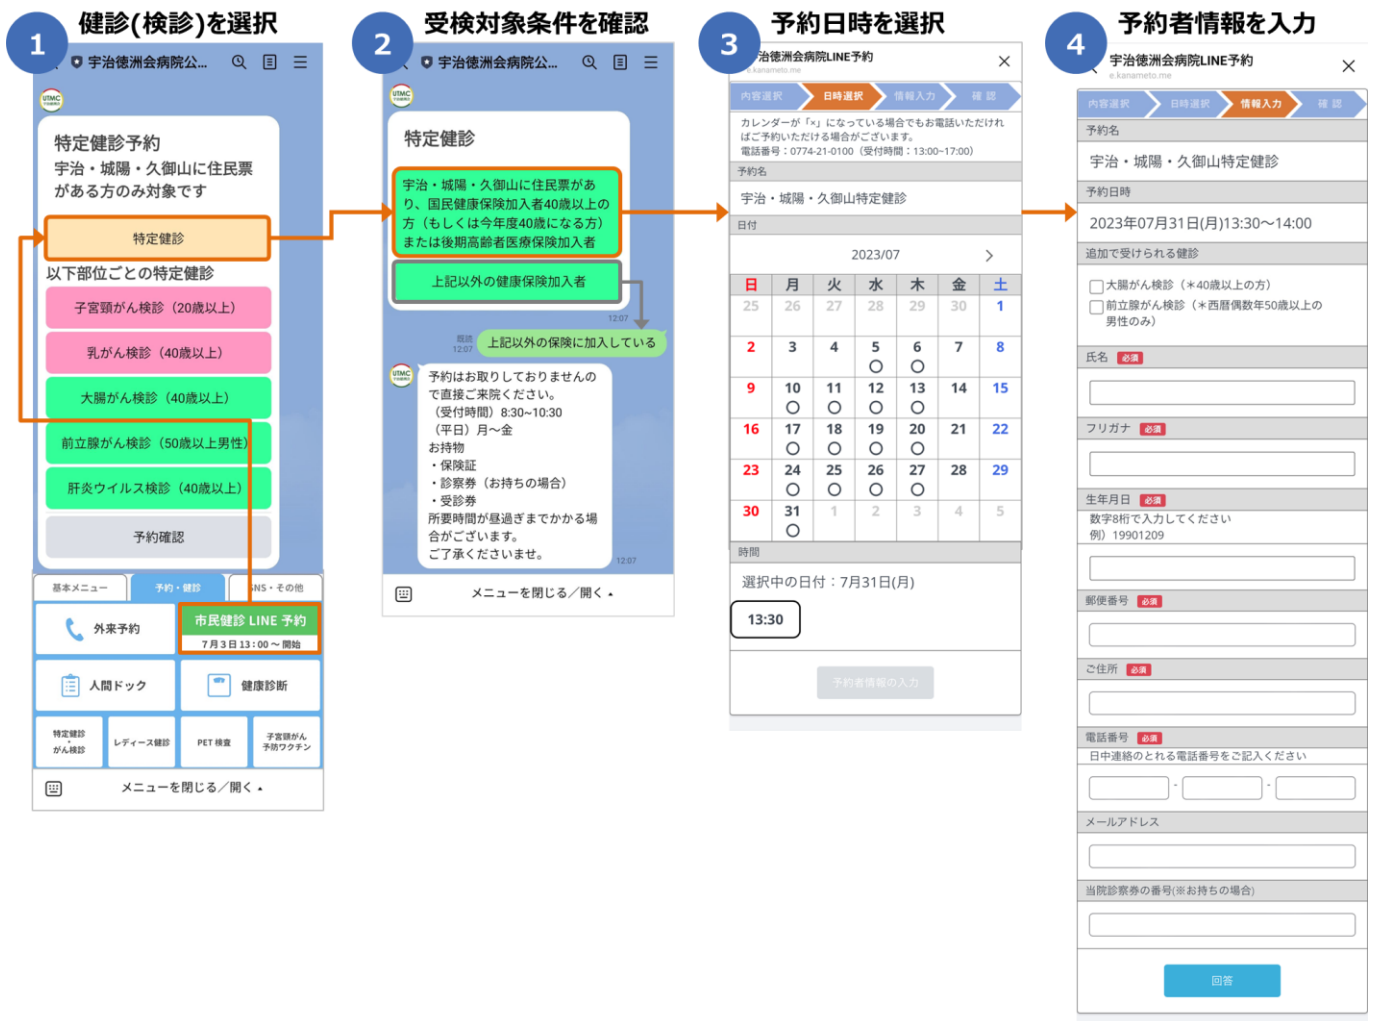 1
健診(検診)を選択
宇治徳洲会病院公...
UTMC
特定健診予約
宇治・城陽・久御山に住民票
がある方のみ対象です
特定健診
以下部位ごとの特定健診
子宮頸がん検診（20歳以上）
乳がん検診（40歳以上）
大腸がん検診（40歳以上）
前立腺がん検診（50歳以上男性）
肝炎ウイルス検診（40歳以上）
予約確認
基本メニュー
予約・健診
SNS・その他
外来予約
市民健診 LINE 予約
7月3日13:00～開始
人間ドック
健康診断
特定健診
・
がん検診
レディース健診
PET 検査
子宮頸がん
予防ワクチン
メニューを閉じる／開く
2
受検対象条件を確認
宇治徳洲会病院公...
UTMC
特定健診
宇治・城陽・久御山に住民票があ
り、国民健康保険加入者40歳以上の
方（もしくは今年度40歳になる方）
または後期高齢者医療保険加入者
上記以外の健康保険加入者
12:07
既読
12:07
上記以外の保険に加入している
UTMC
予約はお取りしておりませんの
で直接ご来院ください。
（受付時間）8:30~10:30
（平日）月～金
お持物
・保険証
・診察券（お持ちの場合）
・受診券
所要時間が昼過ぎまでかかる場
合がございます。
ご了承くださいませ。
12:07
メニューを閉じる／開く
3
予約日時を選択
宇治徳洲会病院LINE予約
e.kanameto.me
内容選択 日時選択 情報入力 確 認
カレンダーが「×」になっている場合でもお電話いただけれ
ばご予約いただける場合がございます。
電話番号：0774-21-0100（受付時間：13:00~17:00）
予約名
宇治・城陽・久御山特定健診
日付
2023/07
日 月 火 水 木 金 土
25 26 27 28 29 30 1
2 3 4 5 6 7 8
9 10 11 12 13 14 15
16 17 18 19 20 21 22
23 24 25 26 27 28 29
30 31 1 2 3 4 5
時間
選択中の日付：7月31日(月)
13:30
予約者情報の入力
4
予約者情報を入力
宇治徳洲会病院LINE予約
e.kanameto.me
内容選択 日時選択 情報入力 確 認
予約名
宇治・城陽・久御山特定健診
予約日時
2023年07月31日(月)13:30～14:00
追加で受けられる健診
大腸がん検診（＊40歳以上の方）
前立腺がん検診（＊西暦偶数年50歳以上の
男性のみ）
氏名 必須
フリガナ 必須
生年月日 必須
数字8桁で入力してください
例）19901209
郵便番号 必須
ご住所 必須
電話番号 必須
日中連絡のとれる電話番号をご記入ください
- -
メールアドレス
当院診察券の番号(※お持ちの場合)
回答